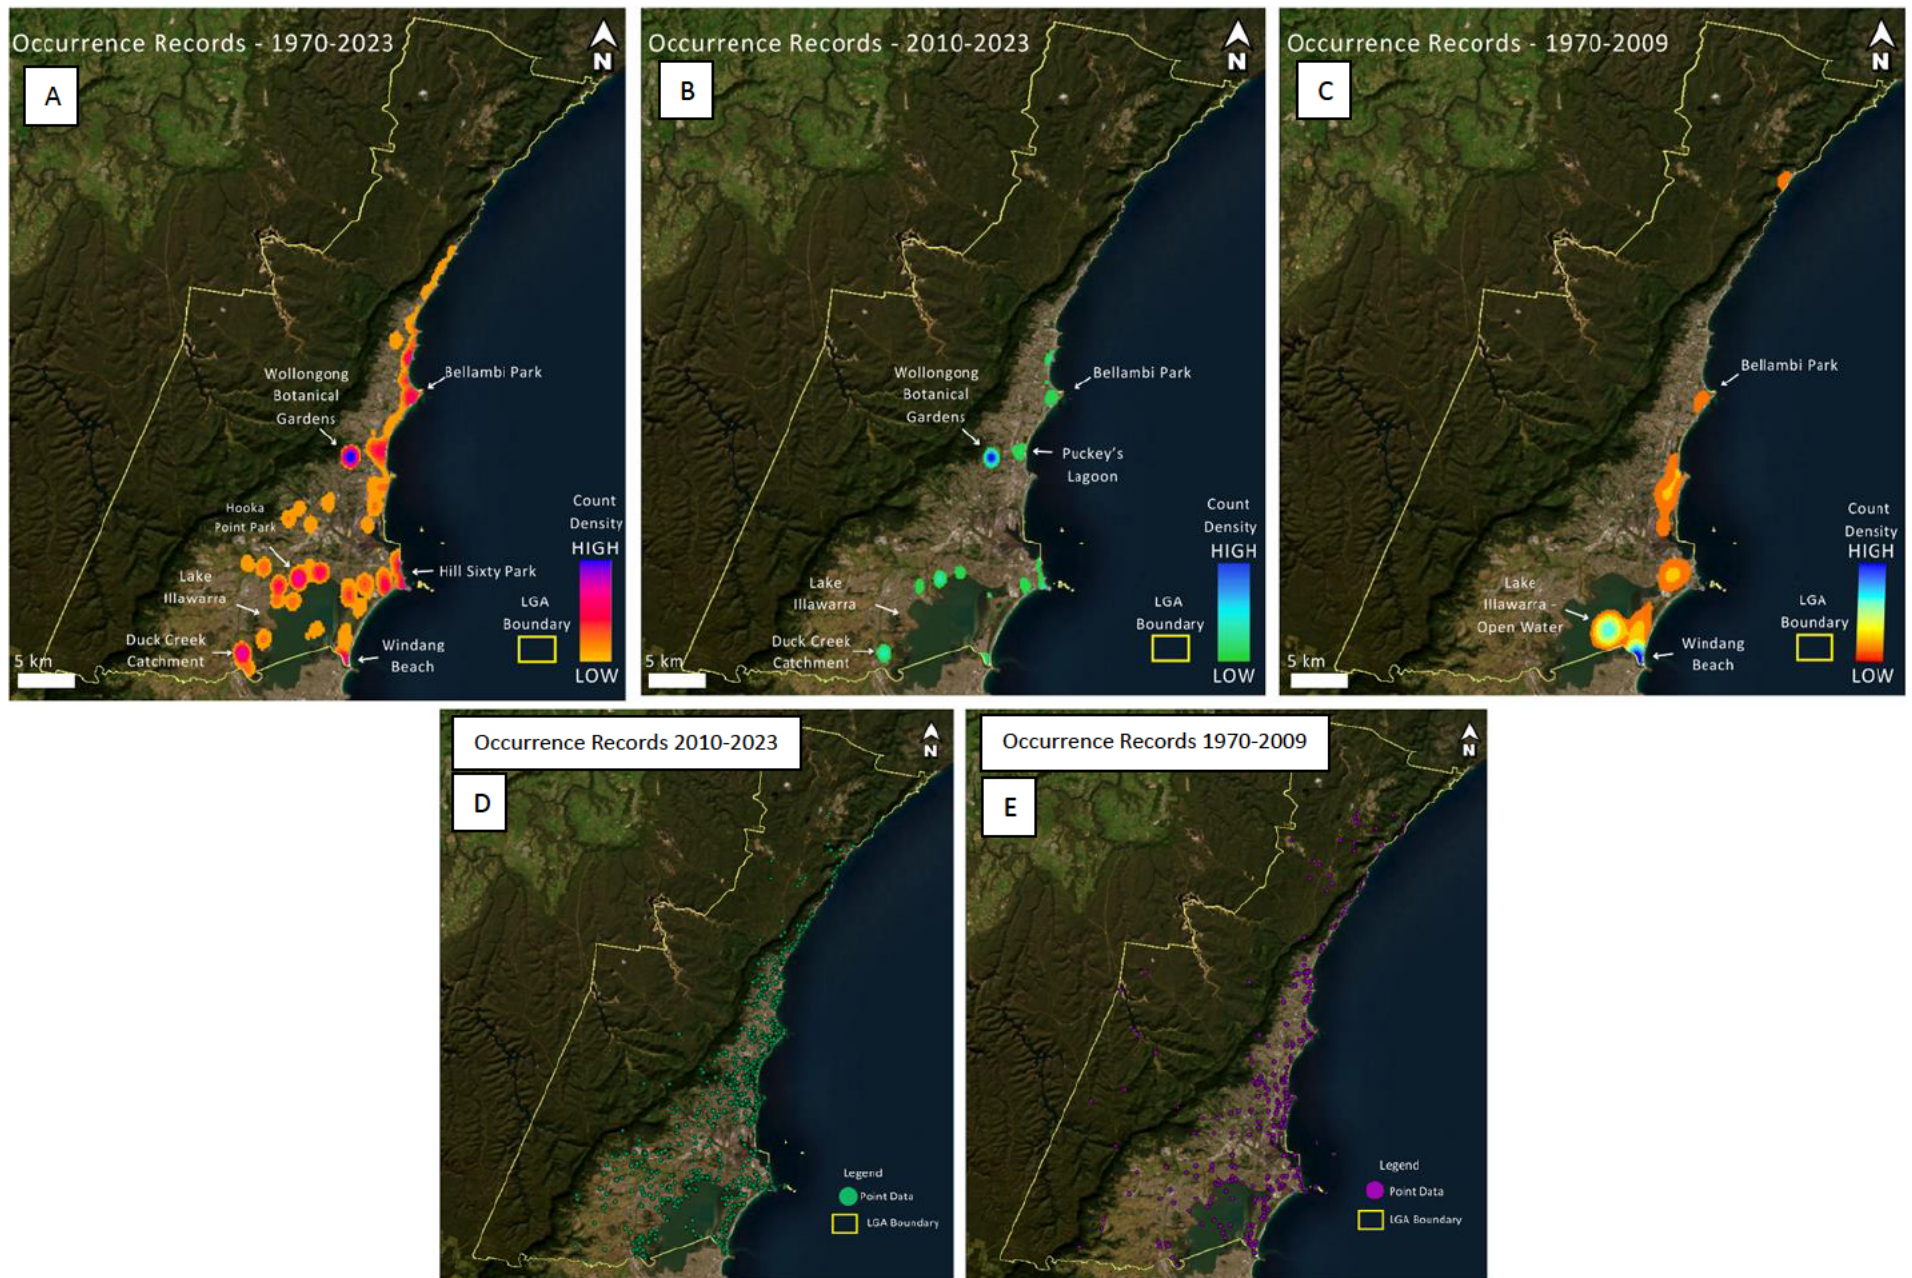 Occurrence Records - 1970-2023
N
A
Wollongong
Botanical
Gardens
Bellambi Park
Hooka
Point Park
Count
Density
HIGH
Hill Sixty Park
Lake
Illawarra
LGA
Boundary
Duck Creek
Catchment
Windang
Beach
5 km
LOW
Occurrence Records - 2010-2023
N
B
Wollongong
Botanical
Gardens
Bellambi Park
Puckey's
Lagoon
Count
Density
HIGH
Lake
Illawarra
LGA
Boundary
Duck Creek
Catchment
5 km
LOW
Occurrence Records - 1970-2009
N
C
Bellambi Park
Count
Density
HIGH
Lake
Illawarra -
Open Water
LGA
Boundary
Windang
Beach
5 km
LOW
Occurrence Records 2010-2023
N
D
Legend
Point Data
LGA Boundary
Occurrence Records 1970-2009
N
E
Legend
Point Data
LGA Boundary